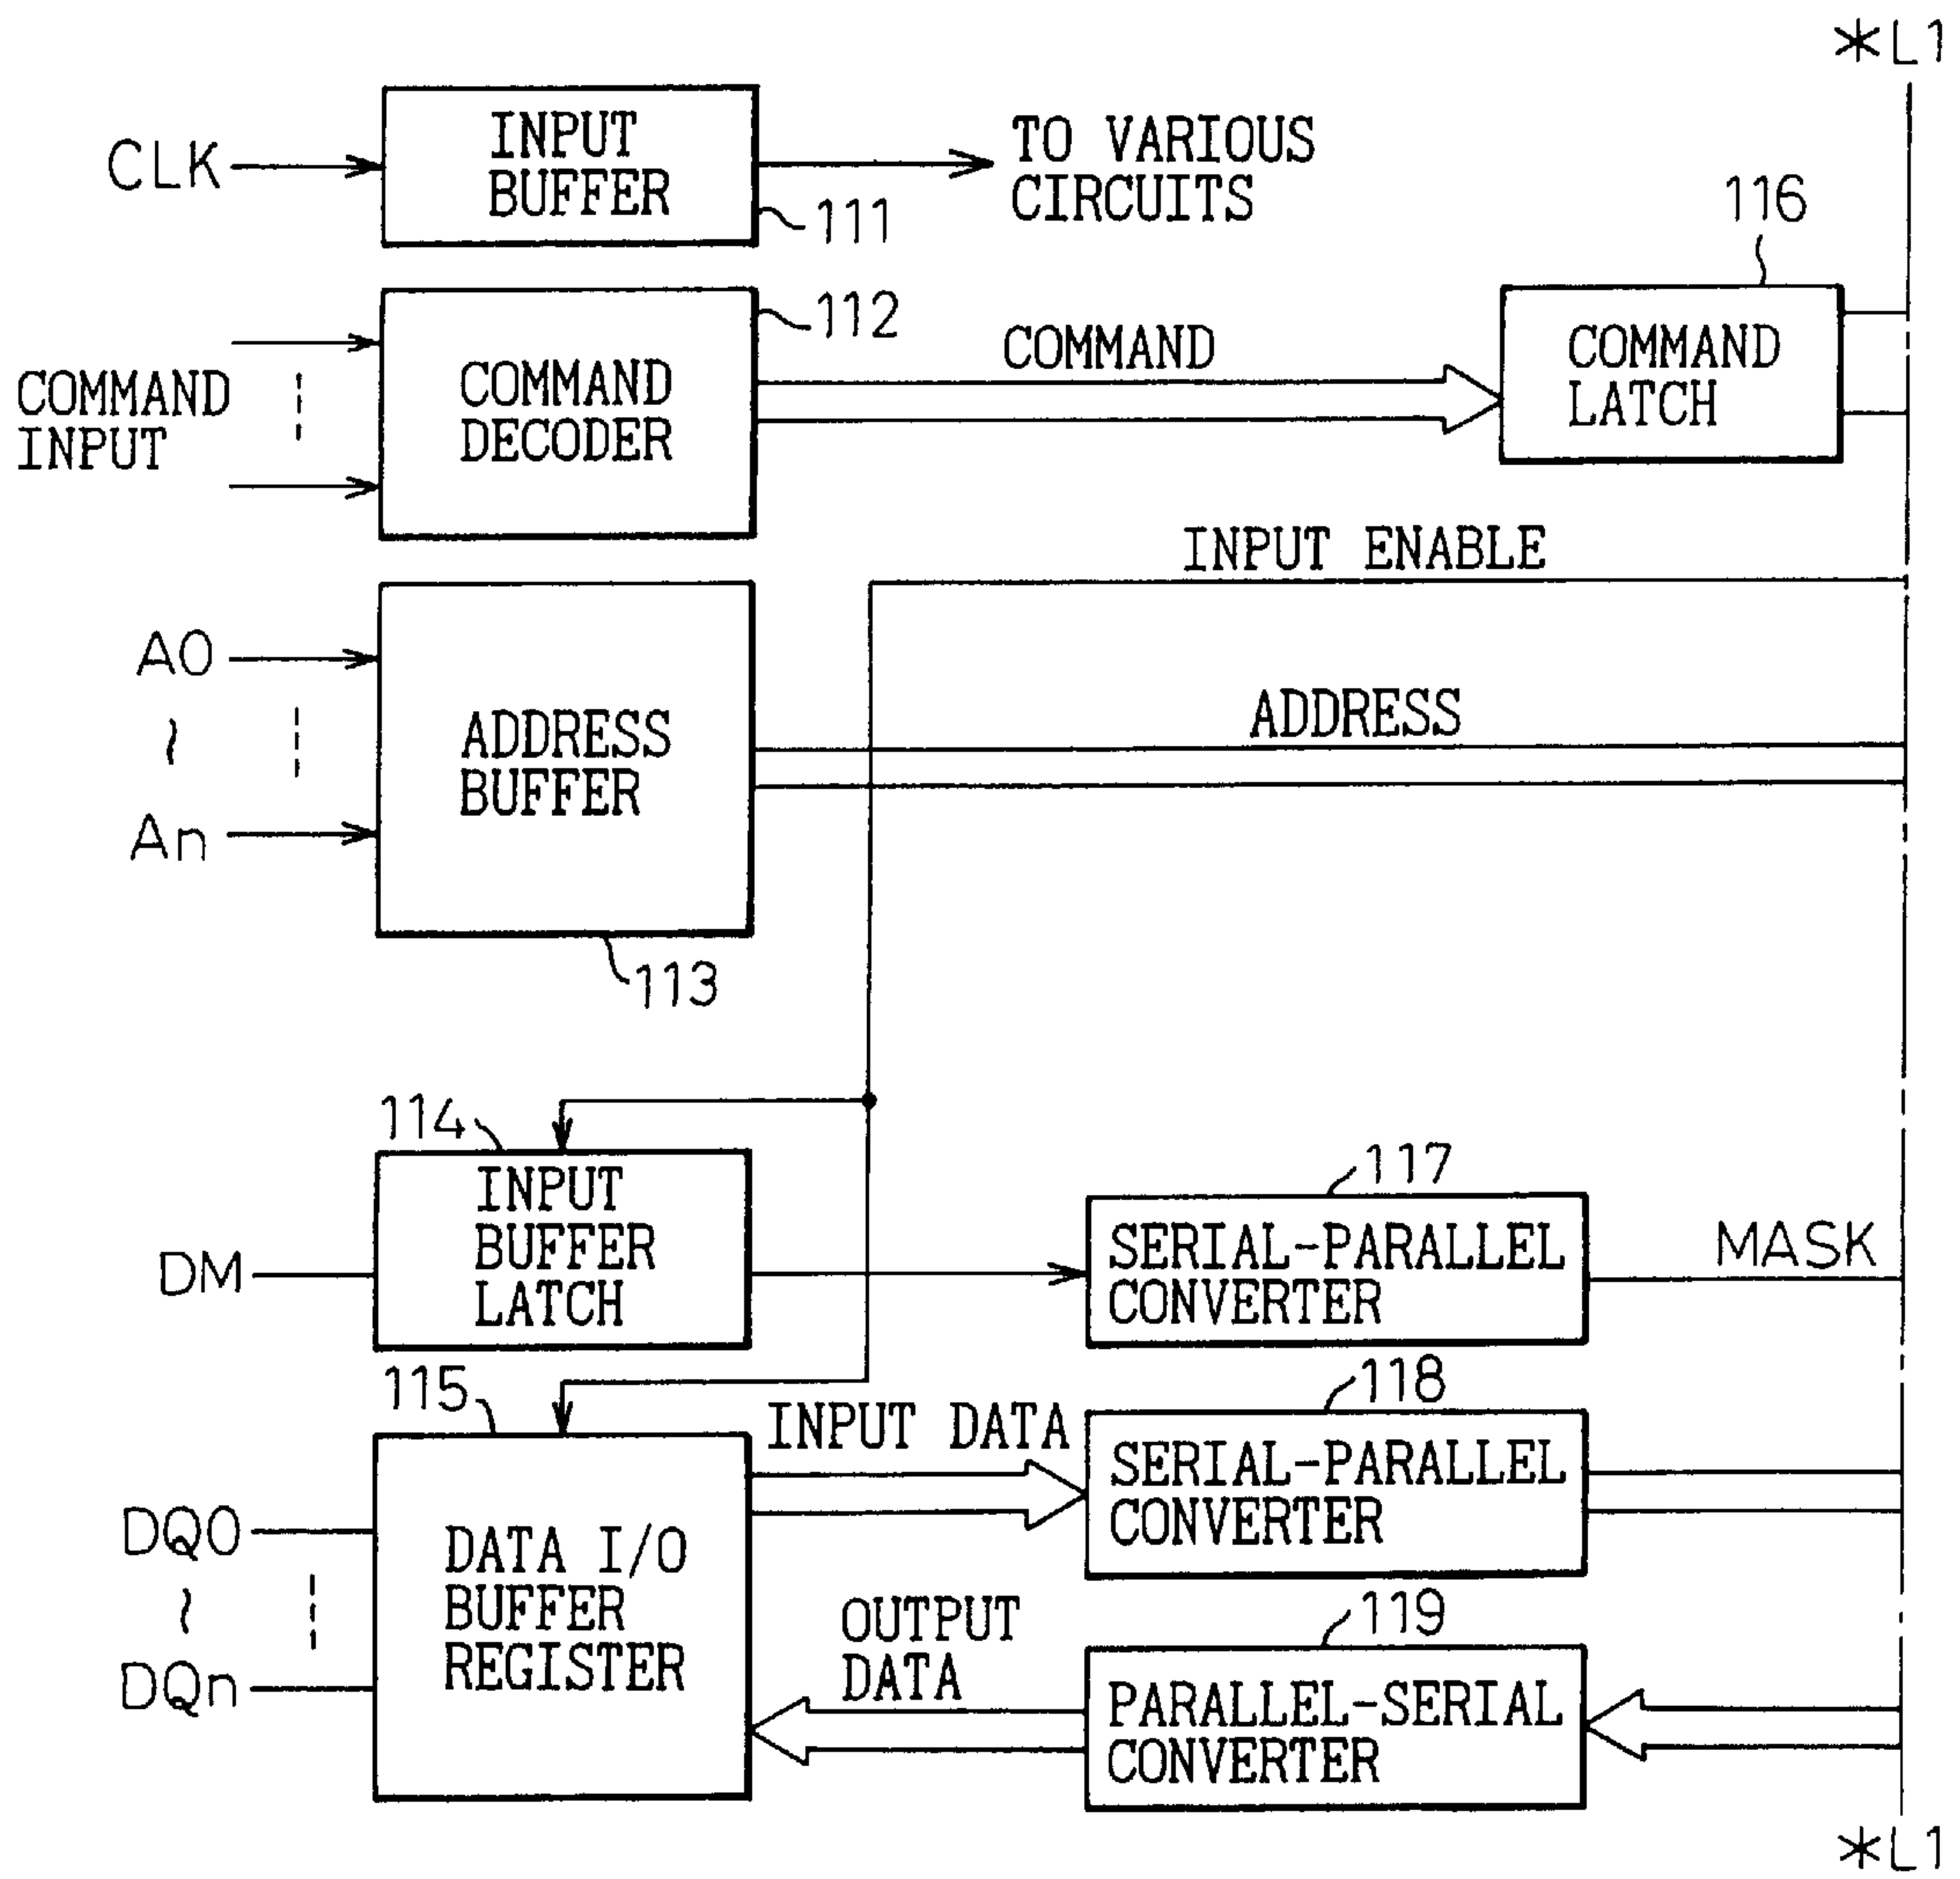 *L1
CLK
INPUT
BUFFER
111
TO VARIOUS
CIRCUITS
116
COMMAND
INPUT
COMMAND
DECODER
112
COMMAND
COMMAND
LATCH
INPUT ENABLE
A0
~
An
ADDRESS
BUFFER
113
ADDRESS
114
DM
INPUT
BUFFER
LATCH
117
SERIAL-PARALLEL
CONVERTER
MASK
115
DQ0
~
DQn
DATA I/O
BUFFER
REGISTER
INPUT DATA
118
SERIAL-PARALLEL
CONVERTER
OUTPUT
DATA
119
PARALLEL-SERIAL
CONVERTER
*L1